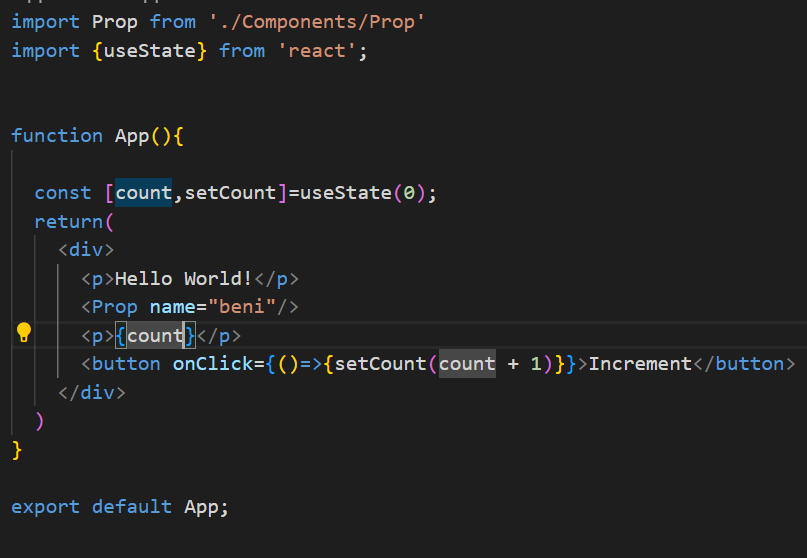 import Prop from './Components/Prop'
import {useState} from 'react';
function App(){
const [count,setCount]=useState(0);
return(
<div>
<p>Hello World!</p>
<Prop name="beni"/>
<p>{count}</p>
<button onClick={()=>{setCount(count + 1)}}>Increment</button>
</div>
)
}
export default App;